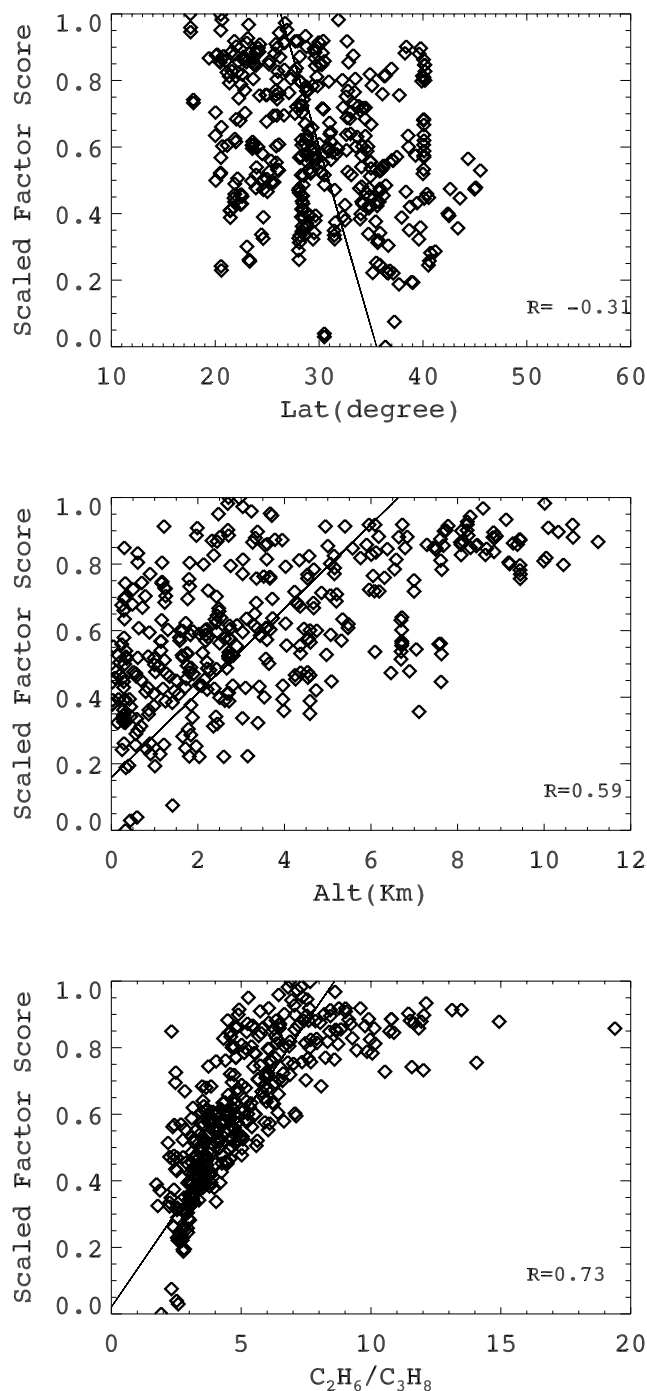 1.0
0.8
0.6
0.4
0.2
0.0
Scaled Factor Score
R= -0.31
10 20 30 40 50 60
Lat(degree)
1.0
0.8
0.6
0.4
0.2
0.0
Scaled Factor Score
R=0.59
0 2 4 6 8 10 12
Alt(Km)
1.0
0.8
0.6
0.4
0.2
0.0
Scaled Factor Score
R=0.73
0 5 10 15 20
C₂H₆/C₃H₈